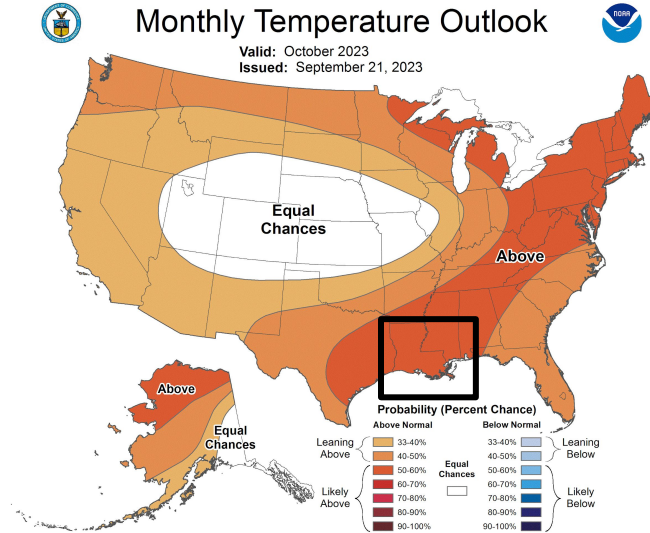 Monthly Temperature Outlook
NOAA
Valid: October 2023
Issued: September 21, 2023
Equal
Chances
Above
Above
Equal
Chances
Probability (Percent Chance)
Above Normal
Below Normal
Leaning
Above
33-40%
40-50%
Likely
Above
50-60%
60-70%
70-80%
80-90%
90-100%
Equal
Chances
33-40%
40-50%
Leaning
Below
50-60%
60-70%
70-80%
80-90%
90-100%
Likely
Below